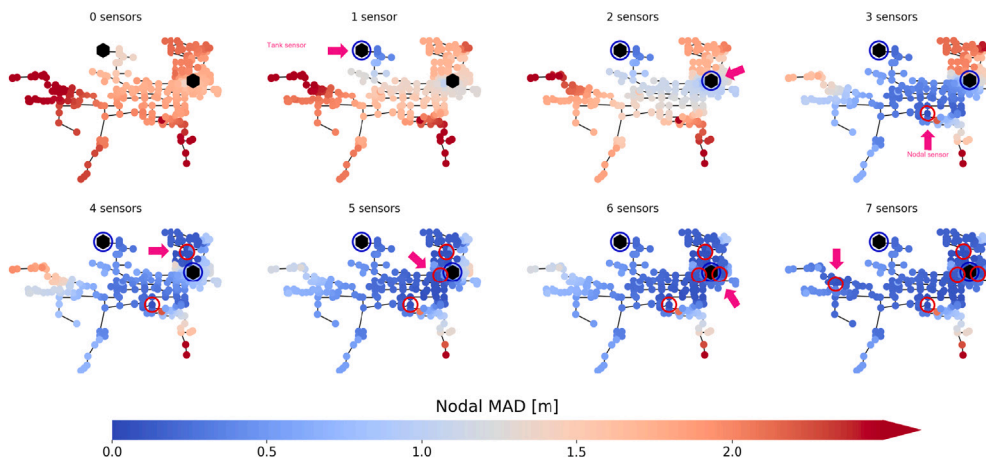 0 sensors
1 sensor
2 sensors
3 sensors
Tank sensor
Nodal sensor
4 sensors
5 sensors
6 sensors
7 sensors
Nodal MAD [m]
0.0 0.5 1.0 1.5 2.0